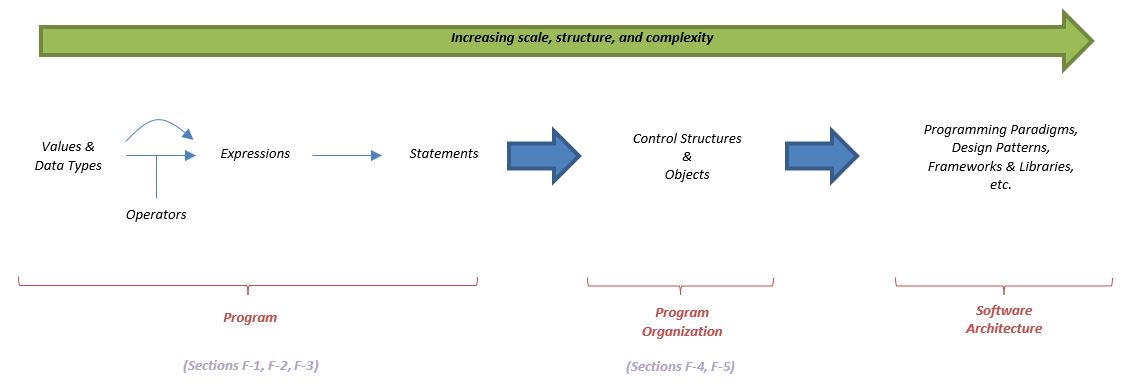 Increasing scale, structure, and complexity
Values &
Data Types
Expressions
Statements
Operators
Control Structures
&
Objects
Programming Paradigms,
Design Patterns,
Frameworks & Libraries,
etc.
Program
(Sections F-1, F-2, F-3)
Program
Organization
(Sections F-4, F-5)
Software
Architecture